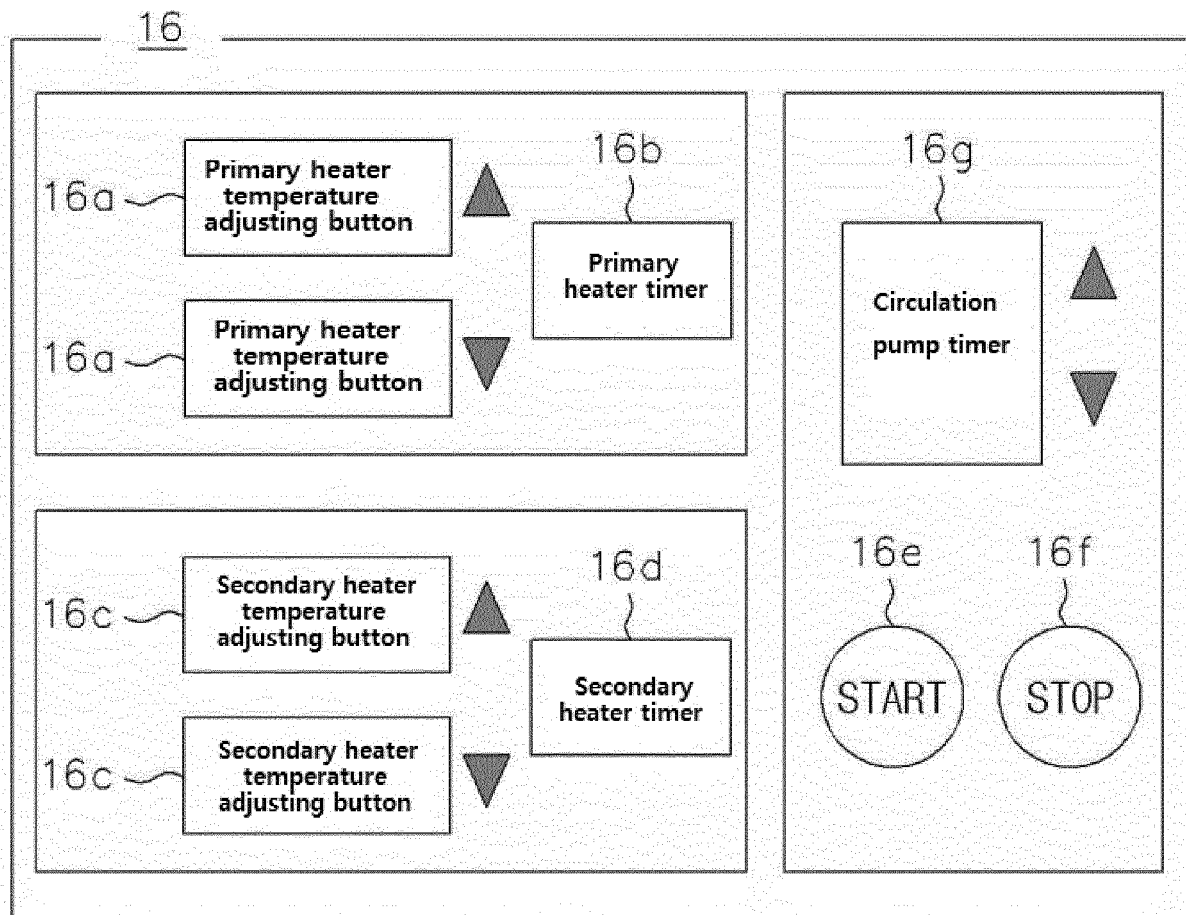 16
16a
Primary heater
temperature
adjusting button
16b
Primary
heater timer
16a
Primary heater
temperature
adjusting button
16c
Secondary heater
temperature
adjusting button
16d
Secondary
heater timer
16c
Secondary heater
temperature
adjusting button
16g
Circulation
pump timer
16e
16f
START
STOP